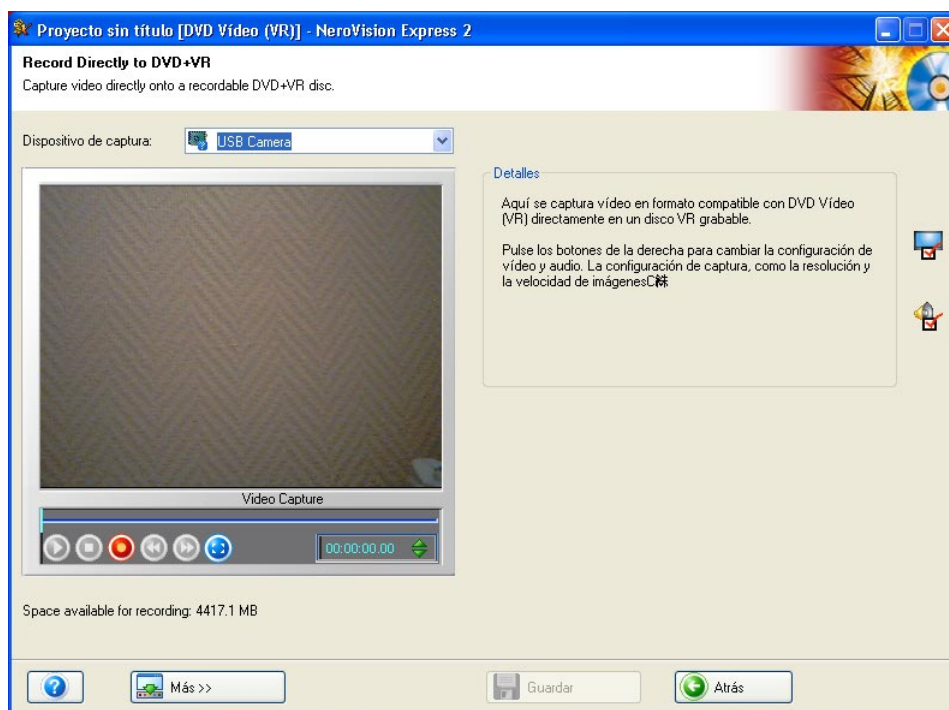 Proyecto sin título [DVD Vídeo (VR)] - NeroVision Express 2
Record Directly to DVD+VR
Capture video directly onto a recordable DVD+VR disc.
Dispositivo de captura:
USB Camera
Detalles
Aquí se captura vídeo en formato compatible con DVD Vídeo
(VR) directamente en un disco VR grabable.
Pulse los botones de la derecha para cambiar la configuración de
vídeo y audio. La configuración de captura, como la resolución y
la velocidad de imágenesC
Video Capture
00:00:00.00
Space available for recording: 4417.1 MB
Más >>
Guardar
Atrás